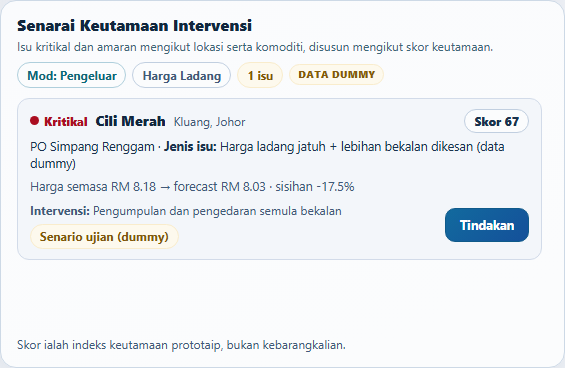 Senarai Keutamaan Intervensi
Isu kritikal dan amaran mengikut lokasi serta komoditi, disusun mengikut skor keutamaan.
Mod: Pengeluar Harga Ladang 1 isu DATA DUMMY
Kritikal Cili Merah Kluang, Johor Skor 67
PO Simpang Renggam · Jenis isu: Harga ladang jatuh + lebihan bekalan dikesan (data
dummy)
Harga semasa RM 8.18 → forecast RM 8.03 · sisihan -17.5%
Intervensi: Pengumpulan dan pengedaran semula bekalan
Senario ujian (dummy)
Tindakan
Skor ialah indeks keutamaan prototaip, bukan kebarangkalian.